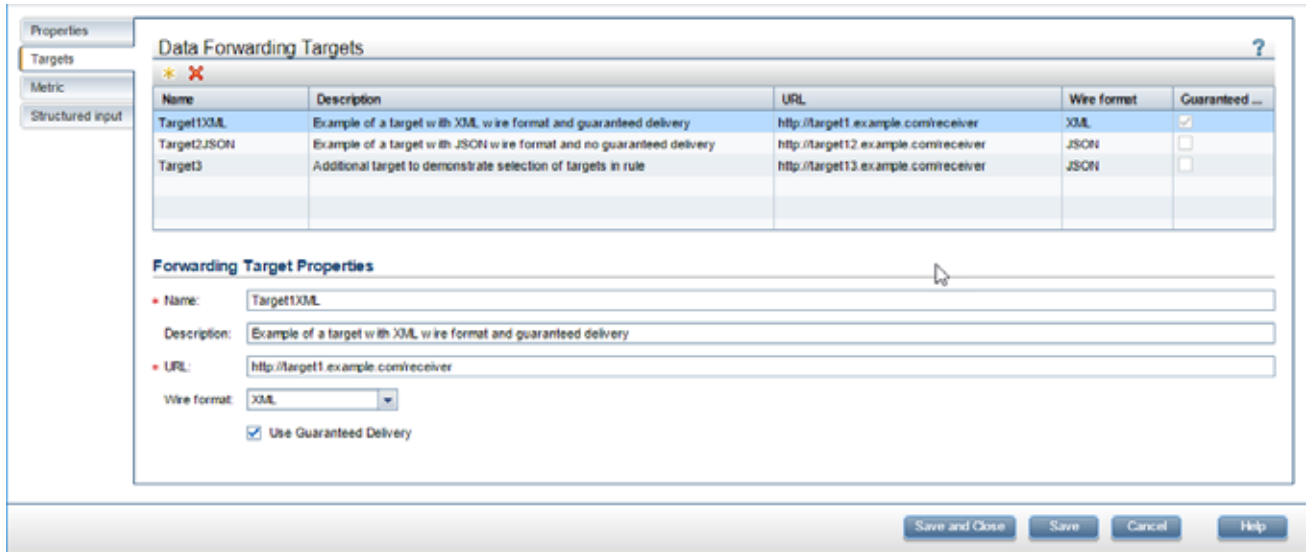 Properties
Targets
Metric
Structured input
Data Forwarding Targets
?
Name Description URL Wire format Guaranteed ...
Target1XML Example of a target with XML wire format and guaranteed delivery http://target1.example.com/receiver XML
Target2JSON Example of a target with JSON wire format and no guaranteed delivery http://target12.example.com/receiver JSON
Target3 Additional target to demonstrate selection of targets in rule http://target13.example.com/receiver JSON
Forwarding Target Properties
* Name: Target1XML
Description: Example of a target with XML wire format and guaranteed delivery
* URL: http://target1.example.com/receiver
Wire format: XML
Use Guaranteed Delivery
Save and Close Save Cancel Help